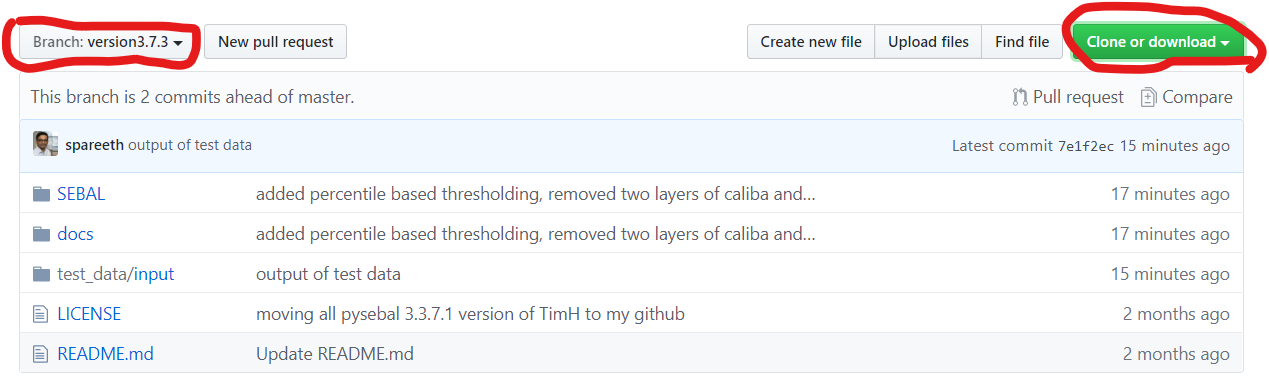 Branch: version3.7.3 New pull request Create new file Upload files Find file Clone or download
This branch is 2 commits ahead of master. Pull request Compare
spareeth output of test data Latest commit 7e1f2ec 15 minutes ago
SEBAL added percentile based thresholding, removed two layers of caliba and... 17 minutes ago
docs added percentile based thresholding, removed two layers of caliba and... 17 minutes ago
test_data/input output of test data 15 minutes ago
LICENSE moving all pysebal 3.3.7.1 version of TimH to my github 2 months ago
README.md Update README.md 2 months ago